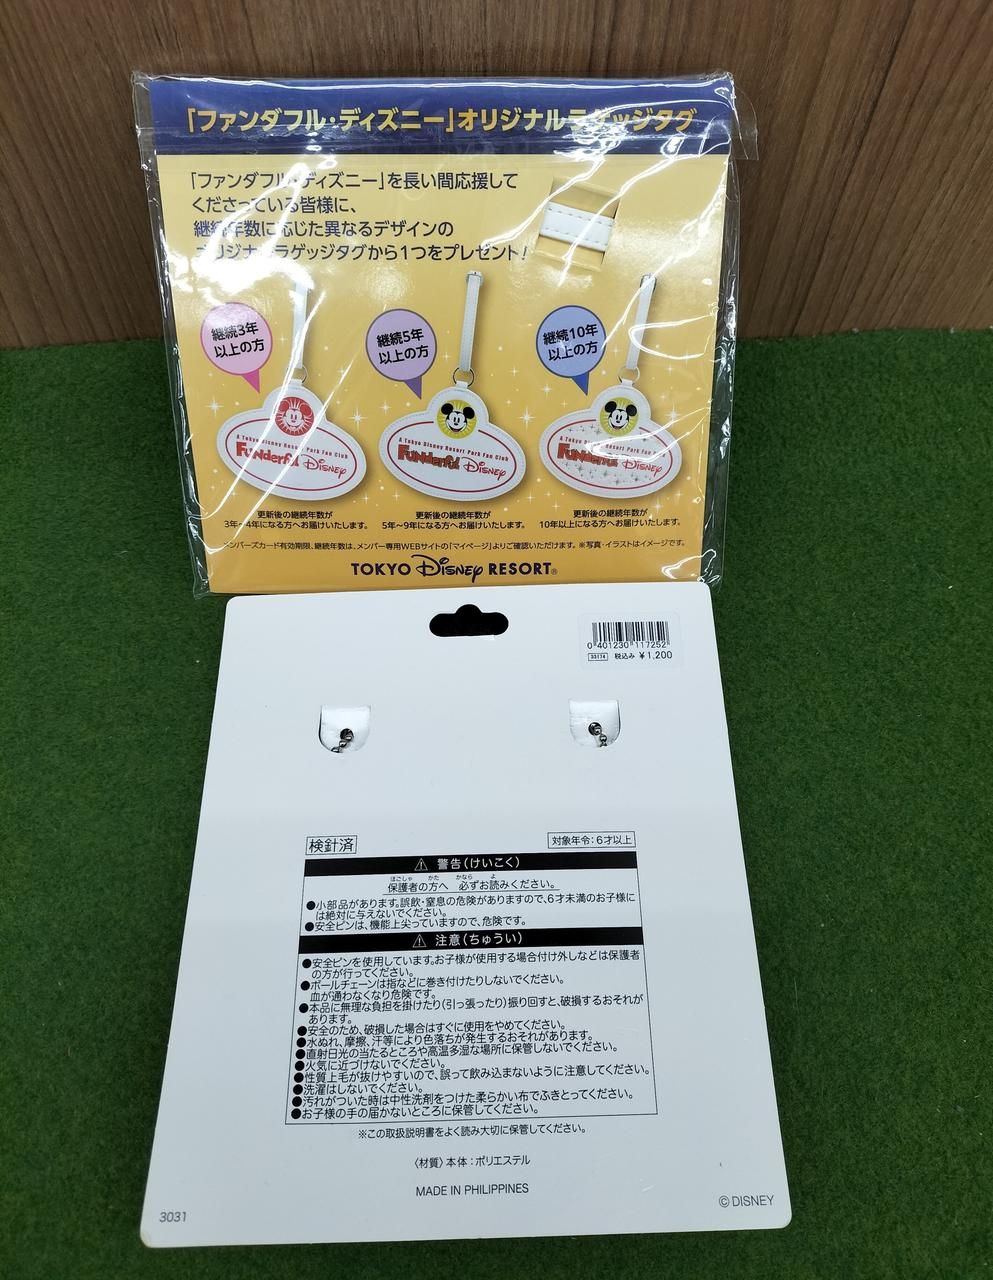 「ファンダフル・ディズニー」オリジナルラゲッジタグ
「ファンダフル・ディズニー」を長い間応援して
くださっている皆様に、
継続年数に応じた異なるデザインの
オリジナルラゲッジタグから1つをプレゼント!
継続3年
以上の方
継続5年
以上の方
継続10年
以上の方
A Tokyo Disney Resort Park Fan Club
FUNderful Disney
A Tokyo Disney Resort Park Fan Club
FUNderful Disney
A Tokyo Disney Resort Park Fan
FUNderful Disney
更新後の継続年数が
3年~4年になる方へお届けいたします。
更新後の継続年数が
5年~9年になる方へお届けいたします。
更新後の継続年数が
10年以上になる方へお届けいたします。
メンバーズカード有効期限、継続年数は、メンバー専用WEBサイトの「マイページ」よりご確認いただけます。※写真・イラストはイメージです。
TOKYO Disney RESORT®
0 401230 117252
33174 税込み ¥1,200
検針済
対象年令:6才以上
⚠ 警告(けいこく)
ほごしゃ かた かなら よ
保護者の方へ 必ずお読みください。
●小部品があります。誤飲・窒息の危険がありますので、6才未満のお子様に
は絶対に与えないでください。
●安全ピンは、機能上尖っていますので、危険です。
⚠ 注意(ちゅうい)
●安全ピンを使用しています。お子様が使用する場合付け外しなどは保護者
の方が行ってください。
●ボールチェーンは指などに巻き付けたりしないでください。
血が通わなくなり危険です。
●本品に無理な負担を掛けたり(引っ張ったり)振り回すと、破損するおそれが
あります。
●安全のため、破損した場合はすぐに使用をやめてください。
●水ぬれ、摩擦、汗等により色落ちが発生するおそれがあります。
●直射日光の当たるところや高温多湿な場所に保管しないでください。
●火気に近づけないでください。
●性質上毛が抜けやすいので、誤って飲み込まないように注意してください。
●洗濯はしないでください。
●汚れがついた時は中性洗剤をつけた柔らかい布でふきとってください。
●お子様の手の届かないところに保管してください。
※この取扱説明書をよく読み大切に保管してください。
〈材質〉本体:ポリエステル
MADE IN PHILIPPINES
© DISNEY
3031